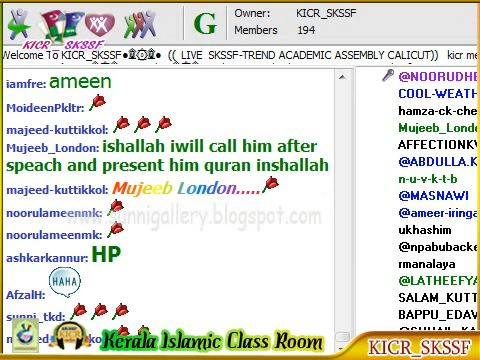 KICR_SKSSF
G
Owner: KICR_SKSSF
Members 194
Welcome To KICR_SKSSF (( LIVE SKSSF-TREND ACADEMIC ASSEMBLY CALICUT)) kicr me
iamfre: ameen
MoideenPkltr:
majeed-kuttikkol:
Mujeeb_London: ishallah iwill call him after
speach and present him quran inshallah
majeed-kuttikkol: Mujeeb London.....
noorulameenmk:
www.sunnigallery.blogspot.com
noorulameenmk:
ashkarkannur: HP
AfzalH: HAHA
sunni_tkd:
@NOORUDHE
COOL-WEATH
hamza-ck-che
Mujeeb_Londo
AFFECTIONKV
@ABDULLA.K
n-u-v-k-t-b
@MASNAWI
@ameer-iringa
ukhashim
@npabubacke
rmanalaya
@LATHEEFYA
SALAM_KUTT
BAPPU_EDAV
Kerala Islamic Class Room
KICR_SKSSF